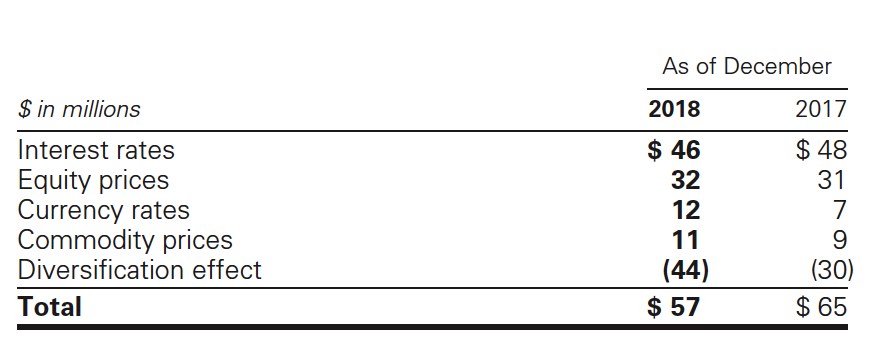 As of December
$ in millions 2018 2017
Interest rates $ 46 $ 48
Equity prices 32 31
Currency rates 12 7
Commodity prices 11 9
Diversification effect (44) (30)
Total $ 57 $ 65